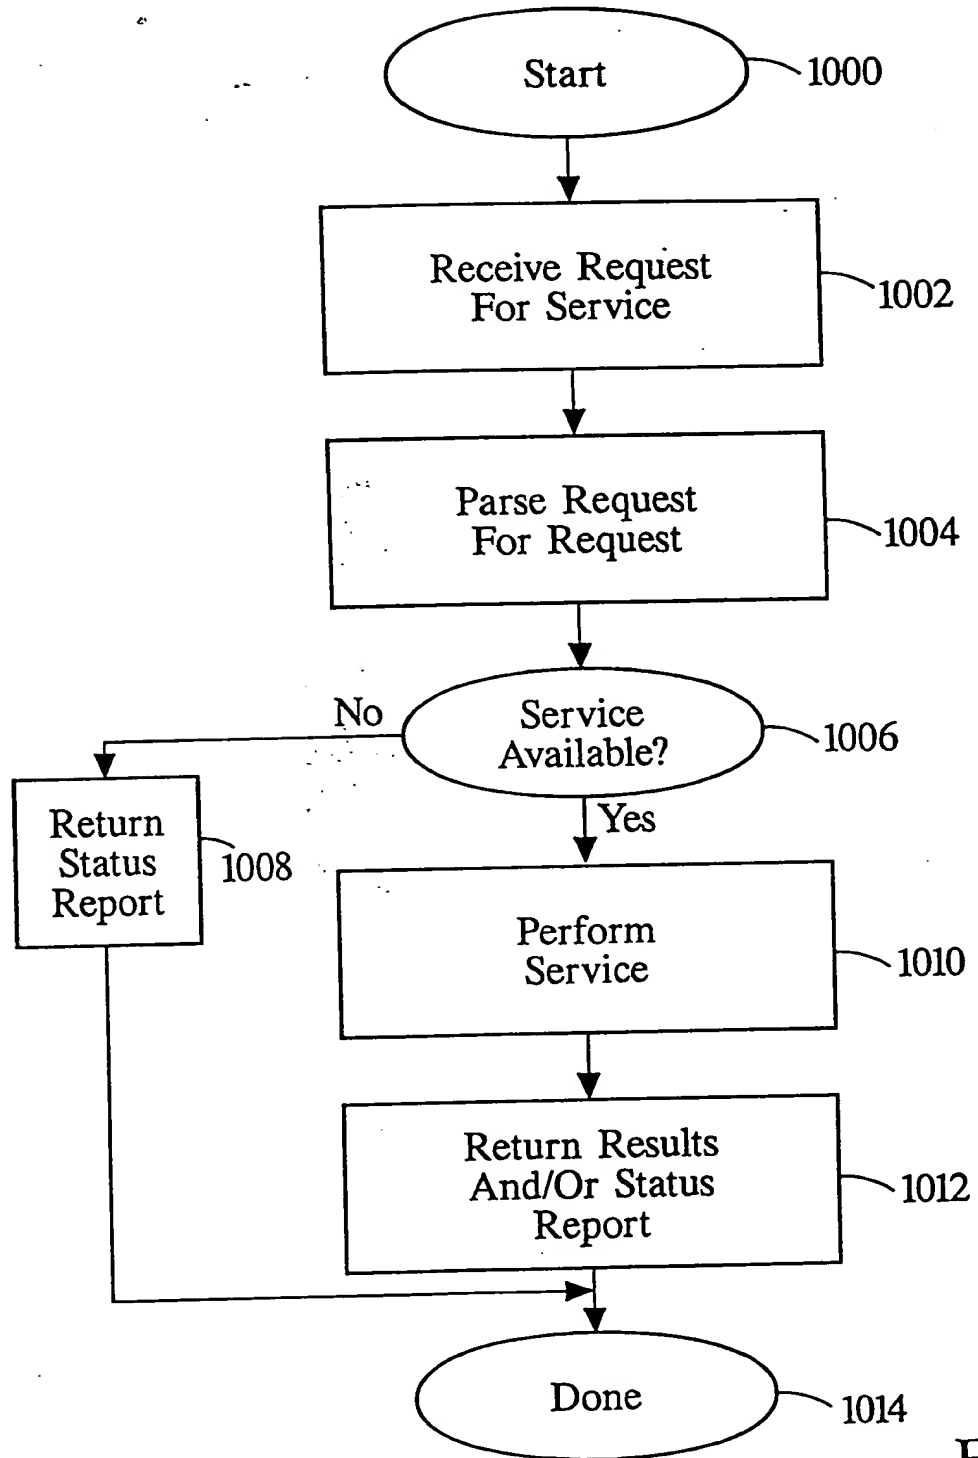 Start
1000
Receive Request
For Service
1002
Parse Request
For Request
1004
No
Service
Available?
1006
Yes
Return
Status
Report
1008
Perform
Service
1010
Return Results
And/Or Status
Report
1012
Done
1014